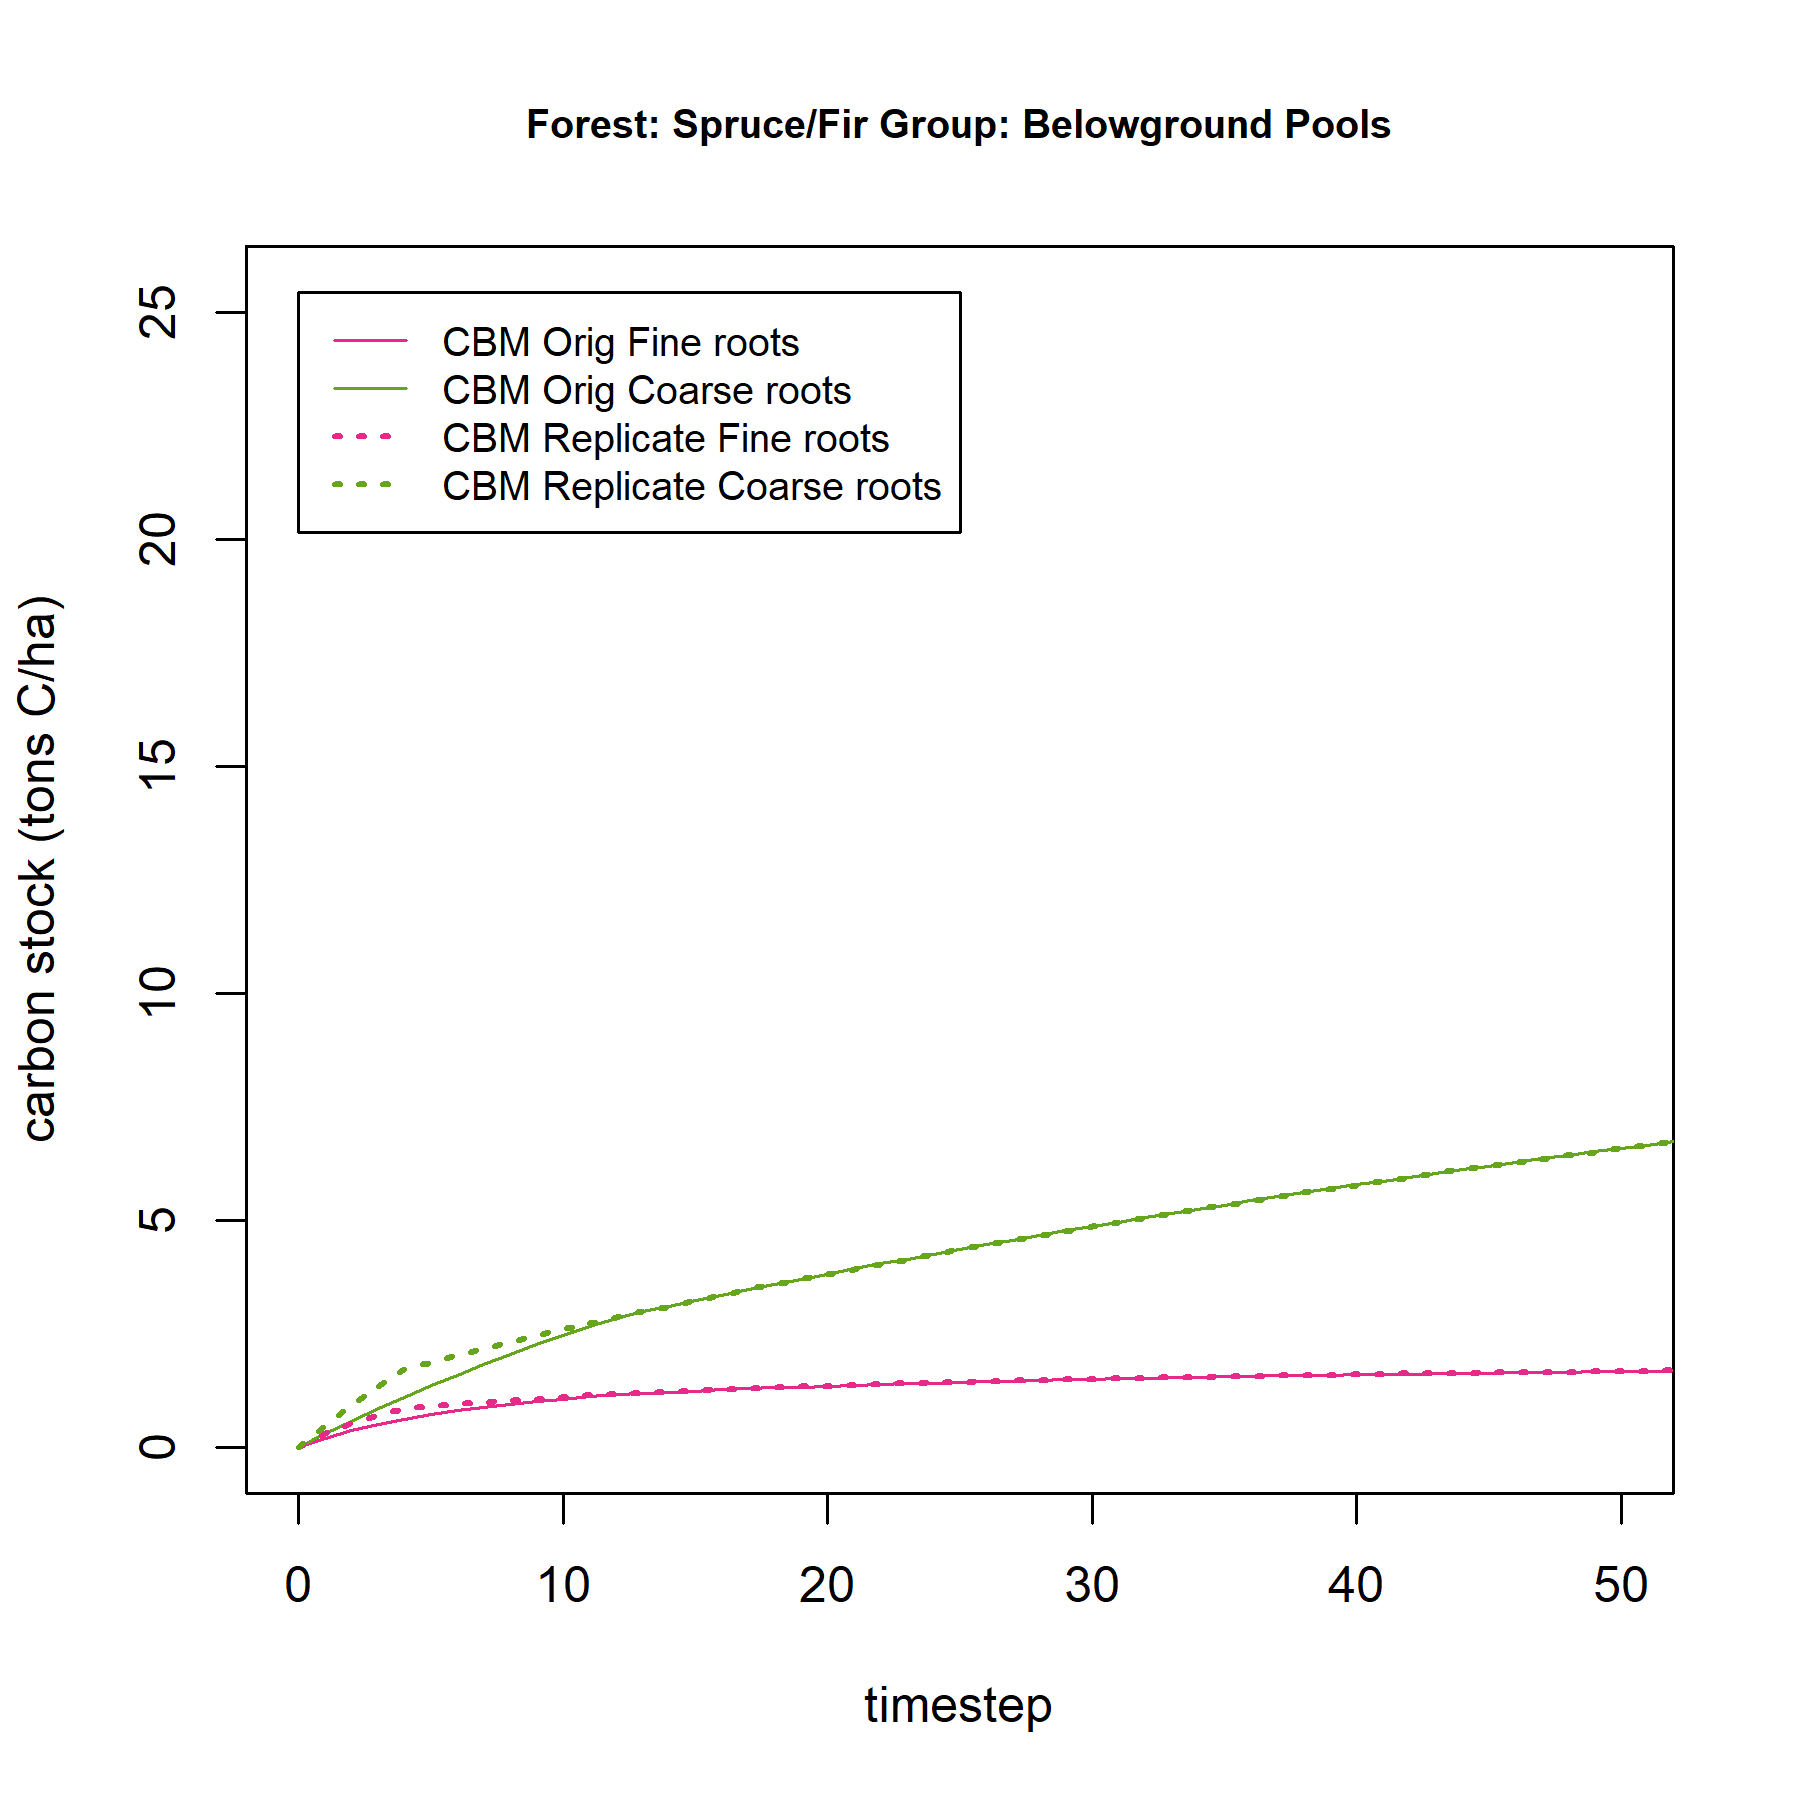 Forest: Spruce/Fir Group: Belowground Pools
CBM Orig Fine roots
CBM Orig Coarse roots
CBM Replicate Fine roots
CBM Replicate Coarse roots
carbon stock (tons C/ha)
25
20
15
10
5
0
0 10 20 30 40 50
timestep